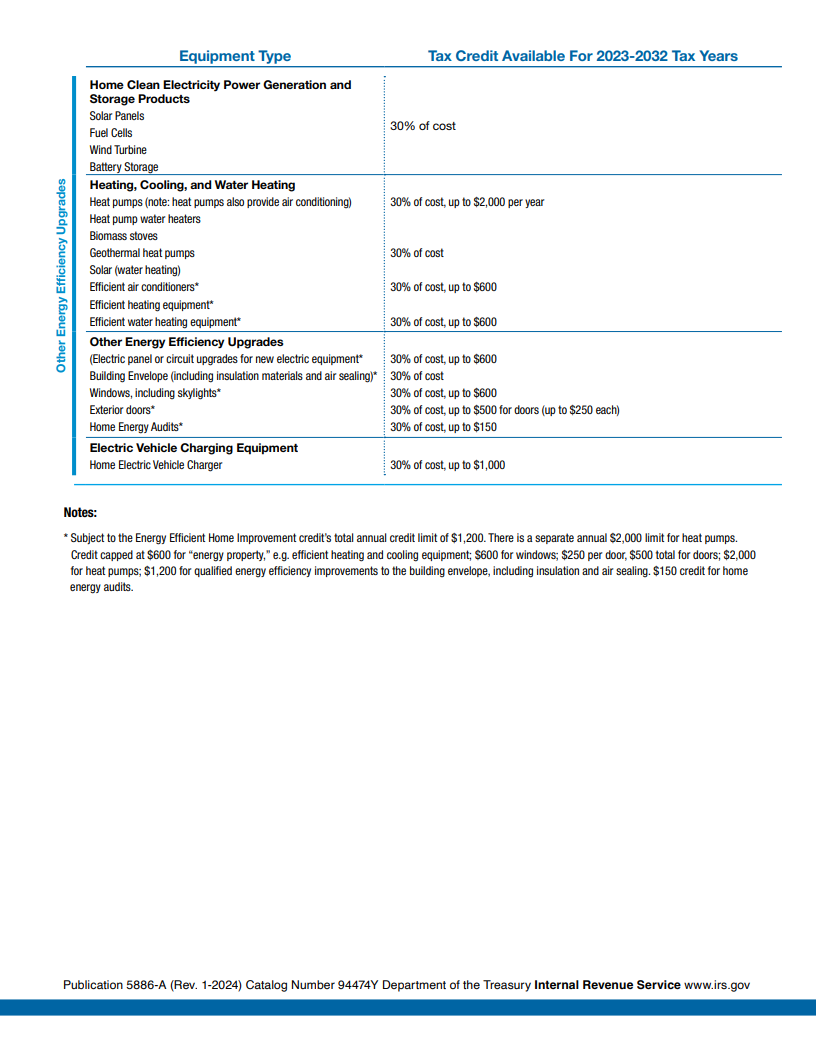 Equipment Type Tax Credit Available For 2023-2032 Tax Years
Other Energy Efficiency Upgrades
Home Clean Electricity Power Generation and
Storage Products
Solar Panels
30% of cost
Fuel Cells
Wind Turbine
Battery Storage
Heating, Cooling, and Water Heating
Heat pumps (note: heat pumps also provide air conditioning) 30% of cost, up to $2,000 per year
Heat pump water heaters
Biomass stoves
Geothermal heat pumps 30% of cost
Solar (water heating)
Efficient air conditioners* 30% of cost, up to $600
Efficient heating equipment*
Efficient water heating equipment* 30% of cost, up to $600
Other Energy Efficiency Upgrades
(Electric panel or circuit upgrades for new electric equipment* 30% of cost, up to $600
Building Envelope (including insulation materials and air sealing)* 30% of cost
Windows, including skylights* 30% of cost, up to $600
Exterior doors* 30% of cost, up to $500 for doors (up to $250 each)
Home Energy Audits* 30% of cost, up to $150
Electric Vehicle Charging Equipment
Home Electric Vehicle Charger 30% of cost, up to $1,000
Notes:
* Subject to the Energy Efficient Home Improvement credit's total annual credit limit of $1,200. There is a separate annual $2,000 limit for heat pumps.
Credit capped at $600 for “energy property,” e.g. efficient heating and cooling equipment; $600 for windows; $250 per door, $500 total for doors; $2,000
for heat pumps; $1,200 for qualified energy efficiency improvements to the building envelope, including insulation and air sealing. $150 credit for home
energy audits.
Publication 5886-A (Rev. 1-2024) Catalog Number 94474Y Department of the Treasury Internal Revenue Service www.irs.gov